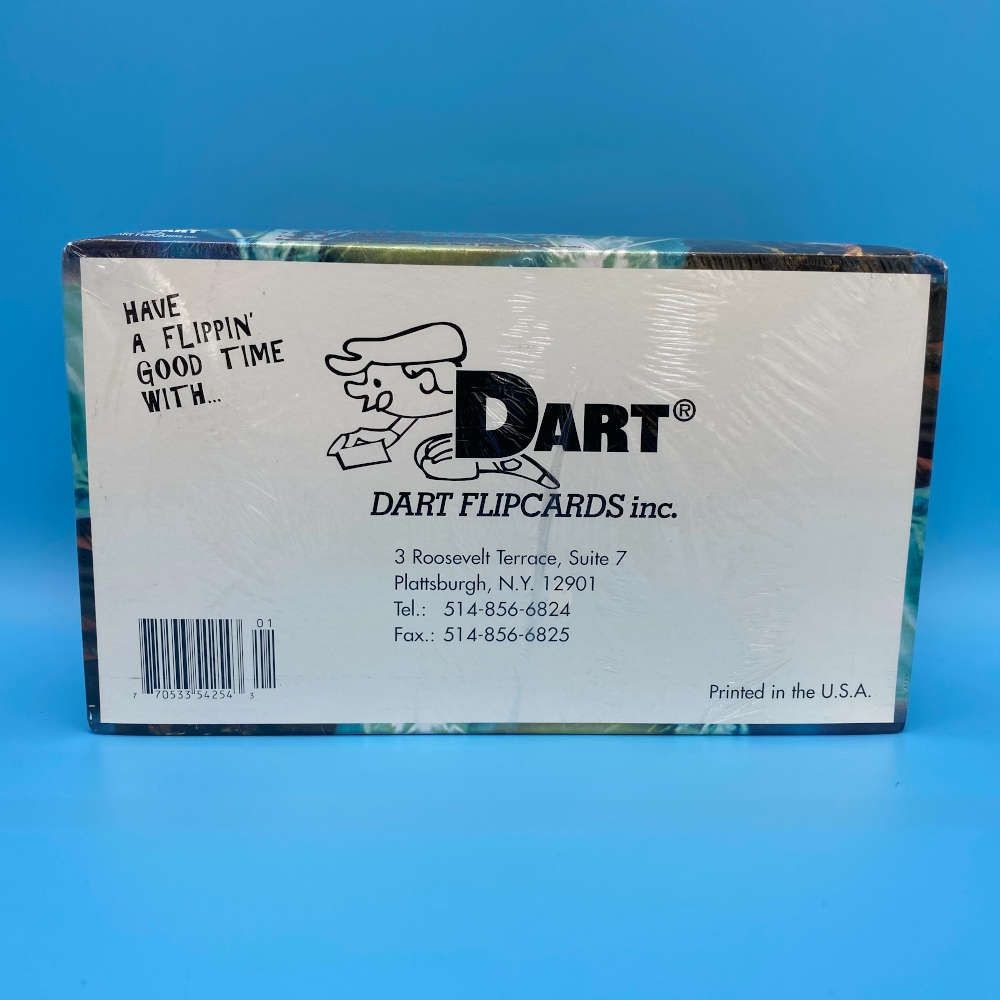 HAVE
A FLIPPIN'
GOOD TIME
WITH...
DART®
DART FLIPCARDS inc.
3 Roosevelt Terrace, Suite 7
Plattsburgh, N.Y. 12901
Tel.: 514-856-6824
Fax.: 514-856-6825
01
7 70533 54254 3
Printed in the U.S.A.